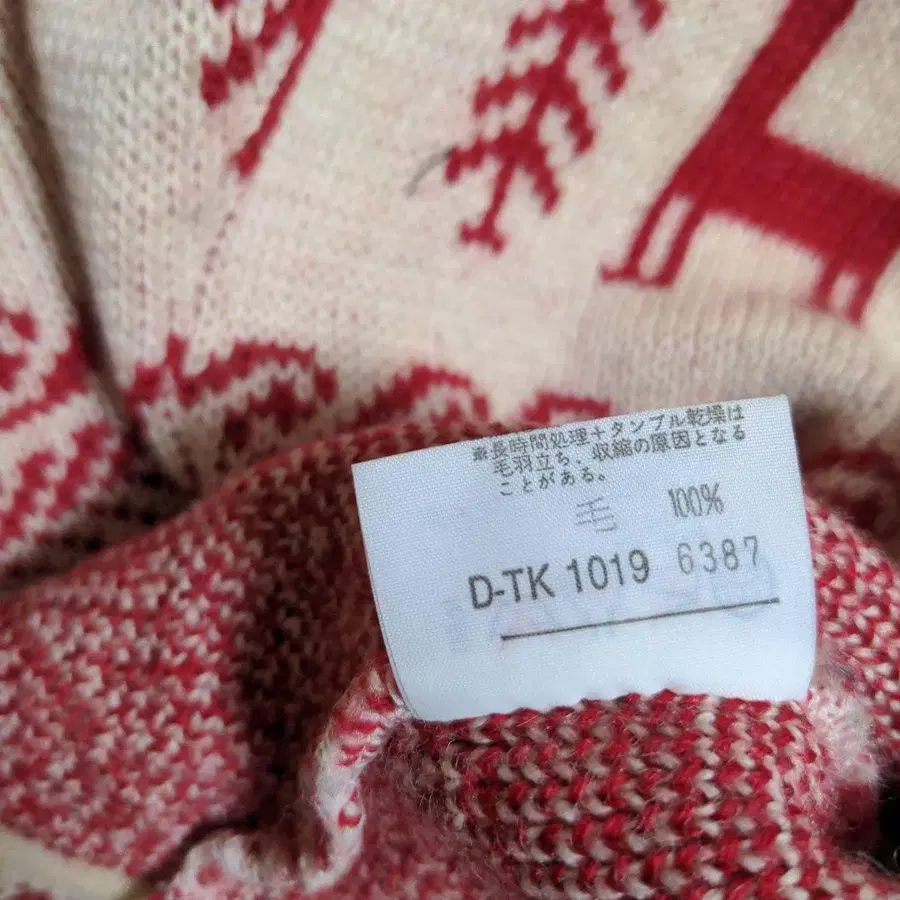 ※長時間処理+タンブル乾燥は
毛羽立ち、収縮の原因となる
ことがある。
毛 100%
D-TK 1019 6387